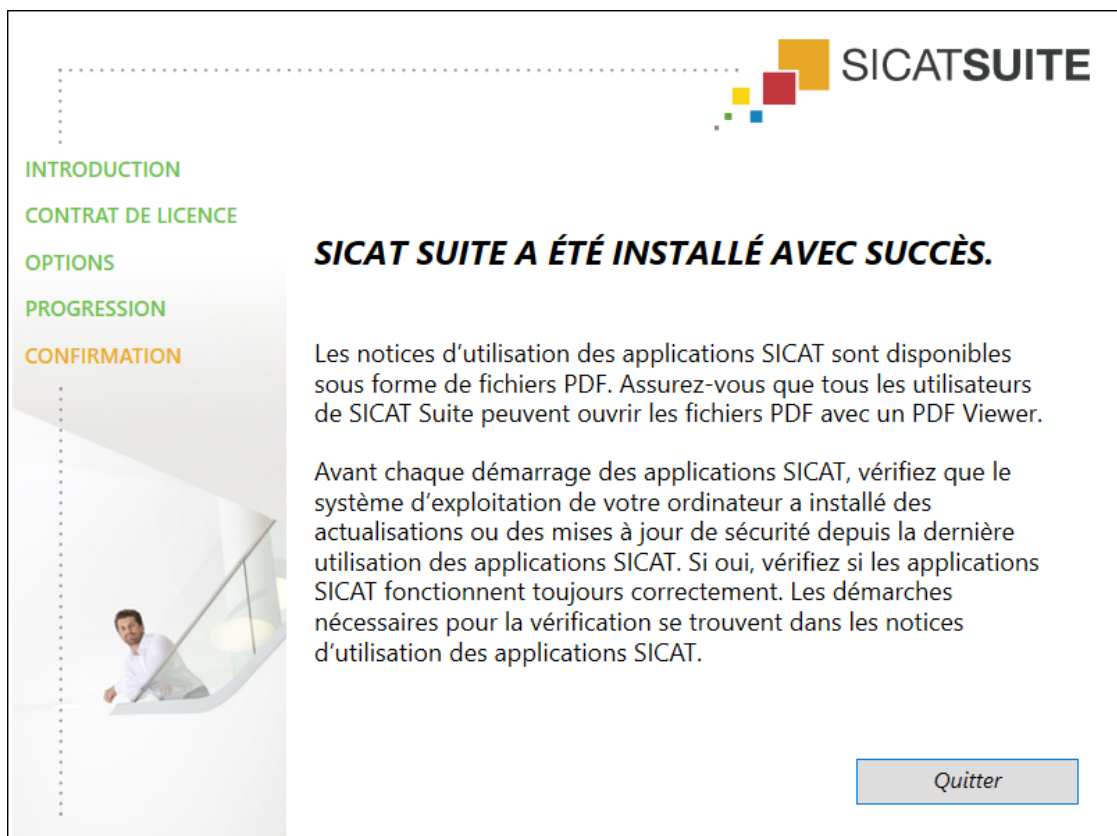 SICATSUITE
INTRODUCTION
CONTRAT DE LICENCE
OPTIONS
PROGRESSION
CONFIRMATION
SICAT SUITE A ÉTÉ INSTALLÉ AVEC SUCCÈS.
Les notices d’utilisation des applications SICAT sont disponibles
sous forme de fichiers PDF. Assurez-vous que tous les utilisateurs
de SICAT Suite peuvent ouvrir les fichiers PDF avec un PDF Viewer.
Avant chaque démarrage des applications SICAT, vérifiez que le
système d’exploitation de votre ordinateur a installé des
actualisations ou des mises à jour de sécurité depuis la dernière
utilisation des applications SICAT. Si oui, vérifiez si les applications
SICAT fonctionnent toujours correctement. Les démarches
nécessaires pour la vérification se trouvent dans les notices
d’utilisation des applications SICAT.
Quitter